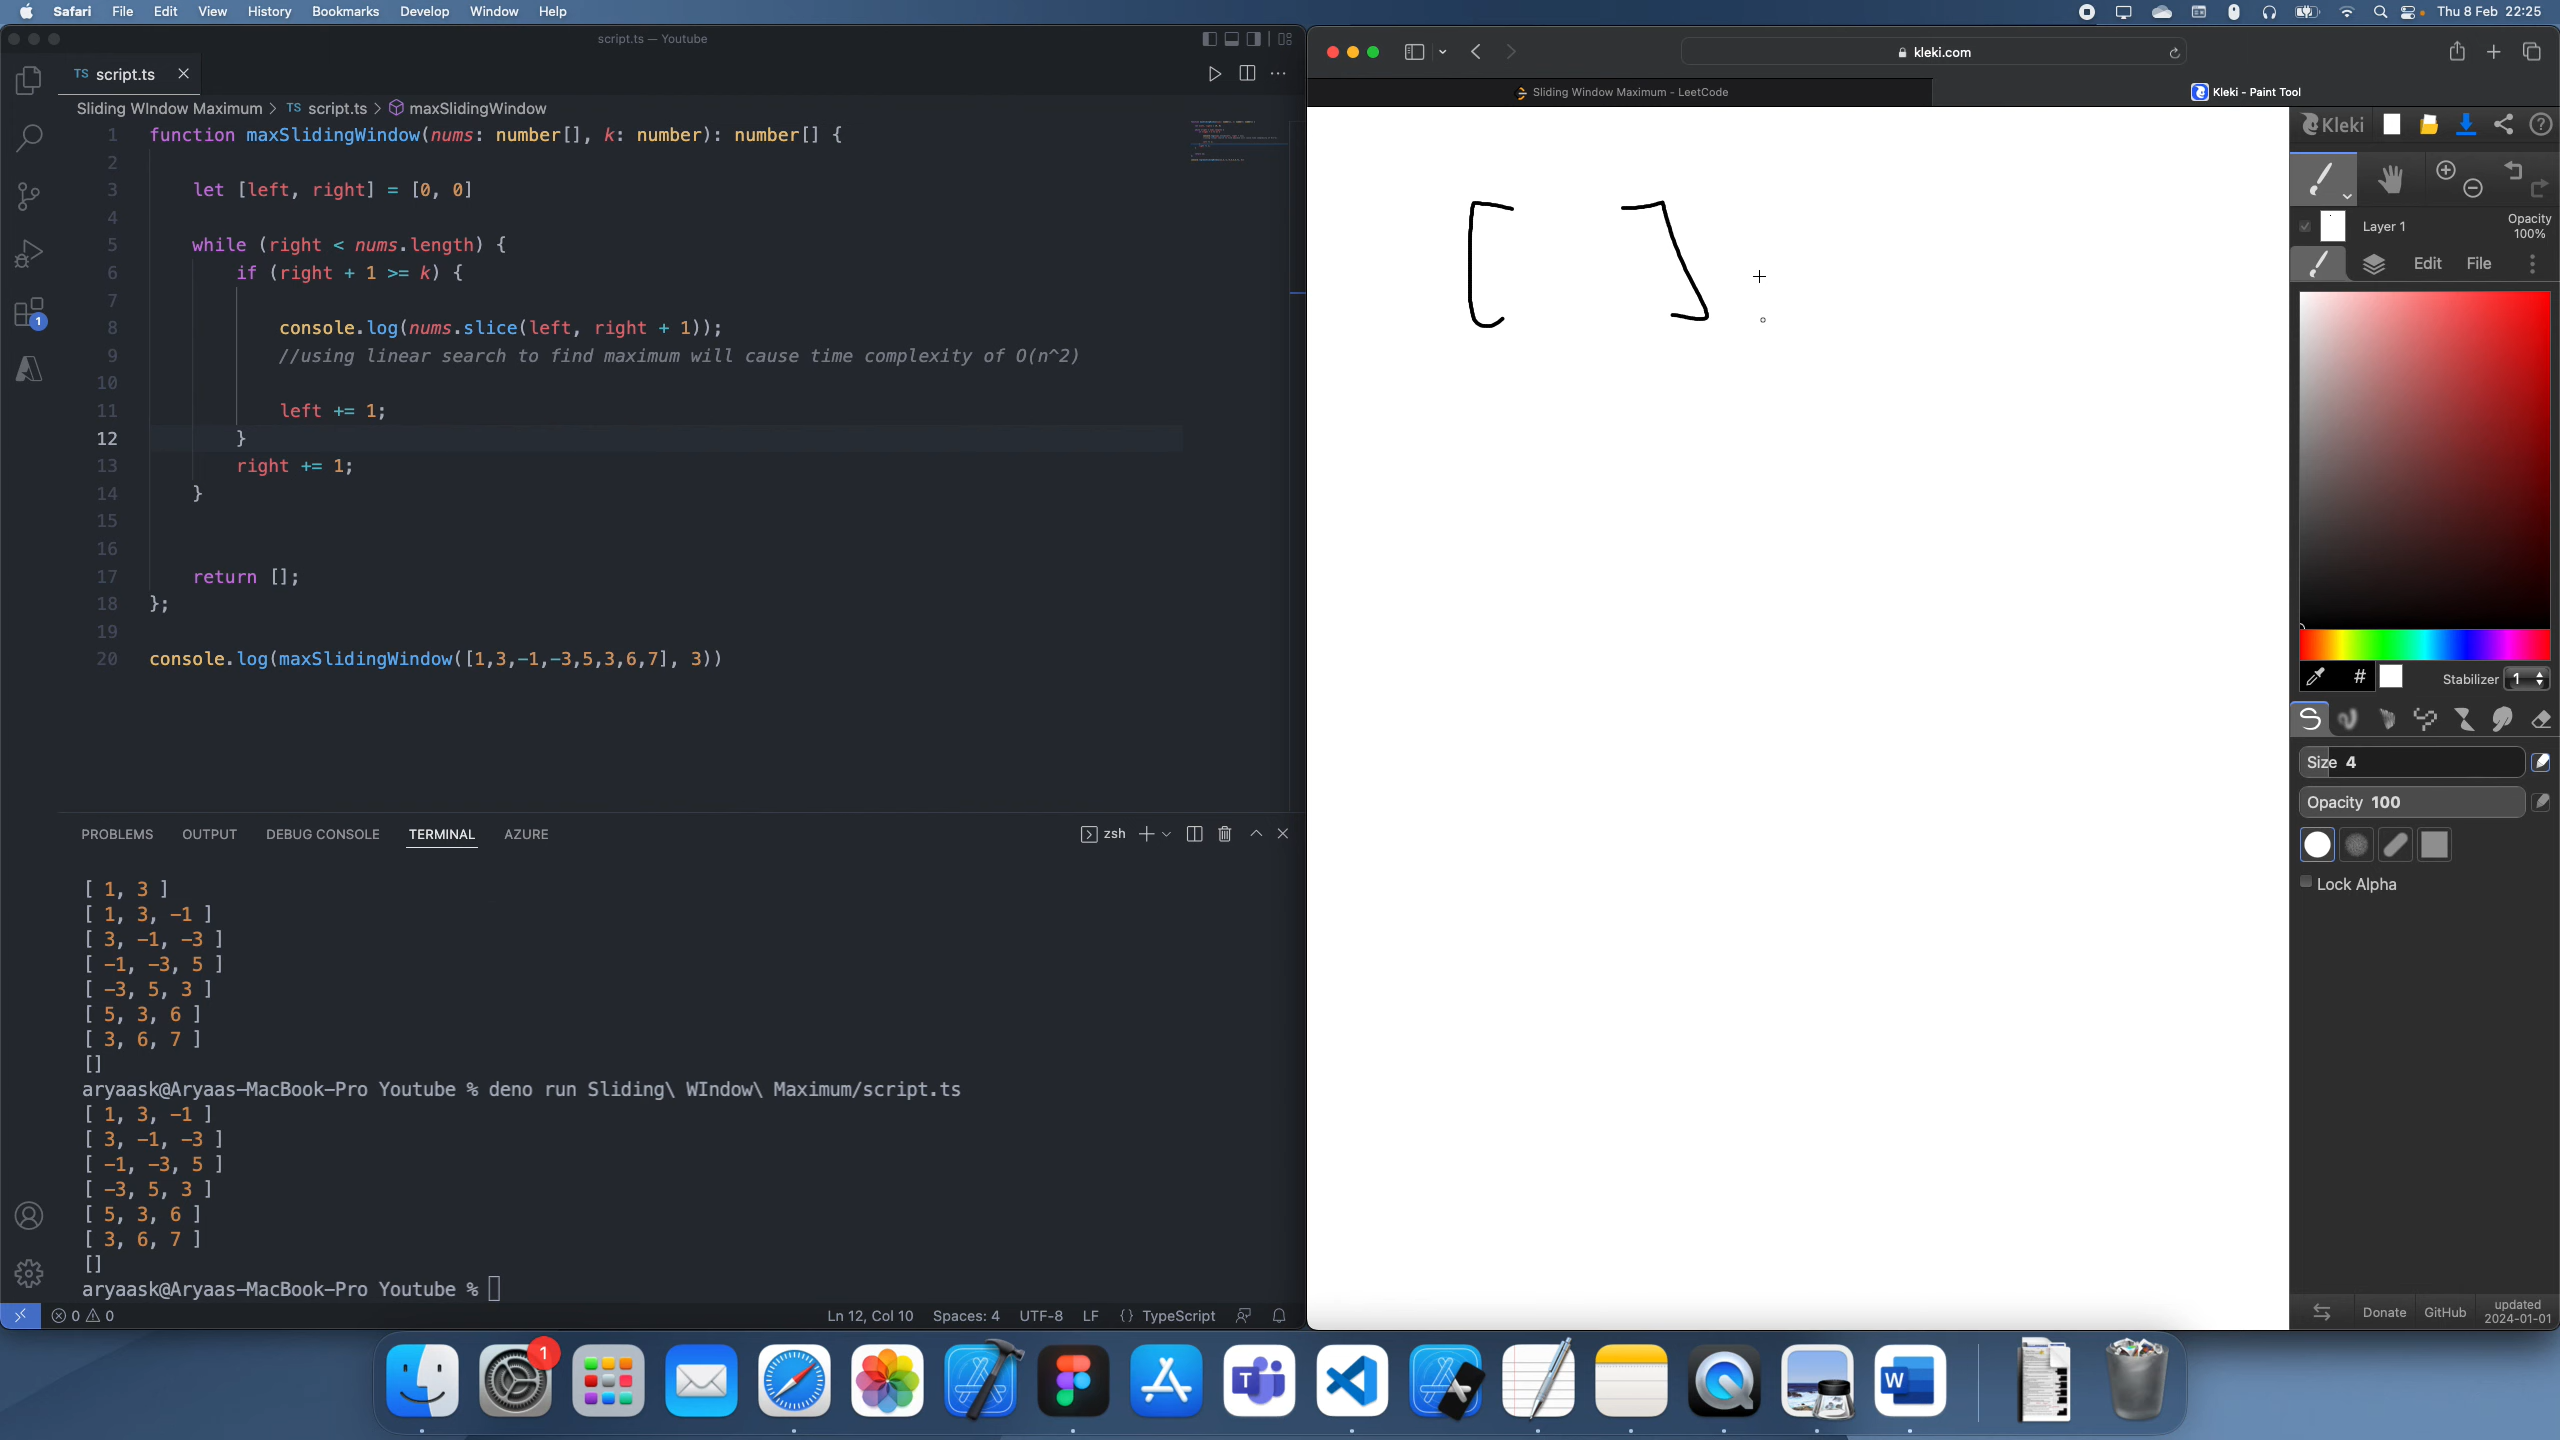 Safari File Edit View History Bookmarks Develop Window Help
Thu 8 Feb 22:25
script.ts — Youtube
TS script.ts
Sliding WIndow Maximum > TS script.ts > maxSlidingWindow
1 function maxSlidingWindow(nums: number[], k: number): number[] {
2
3 let [left, right] = [0, 0]
4
5 while (right < nums.length) {
6 if (right + 1 >= k) {
7
8 console.log(nums.slice(left, right + 1));
9 //using linear search to find maximum will cause time complexity of O(n^2)
10
11 left += 1;
12 }
13 right += 1;
14 }
15
16
17 return [];
18 };
19
20 console.log(maxSlidingWindow([1,3,-1,-3,5,3,6,7], 3))
1
PROBLEMS OUTPUT DEBUG CONSOLE TERMINAL AZURE
zsh
[ 1, 3 ]
[ 1, 3, -1 ]
[ 3, -1, -3 ]
[ -1, -3, 5 ]
[ -3, 5, 3 ]
[ 5, 3, 6 ]
[ 3, 6, 7 ]
[]
aryaask@Aryaas-MacBook-Pro Youtube % deno run Sliding\ WIndow\ Maximum/script.ts
[ 1, 3, -1 ]
[ 3, -1, -3 ]
[ -1, -3, 5 ]
[ -3, 5, 3 ]
[ 5, 3, 6 ]
[ 3, 6, 7 ]
[]
aryaask@Aryaas-MacBook-Pro Youtube %
0 0
Ln 12, Col 10 Spaces: 4 UTF-8 LF {} TypeScript
kleki.com
Sliding Window Maximum - LeetCode
Kleki - Paint Tool
[ ]
Kleki
Layer 1
Opacity
100%
Edit File
# Stabilizer 1
Size 4
Opacity 100
Lock Alpha
Donate GitHub
updated
2024-01-01
1